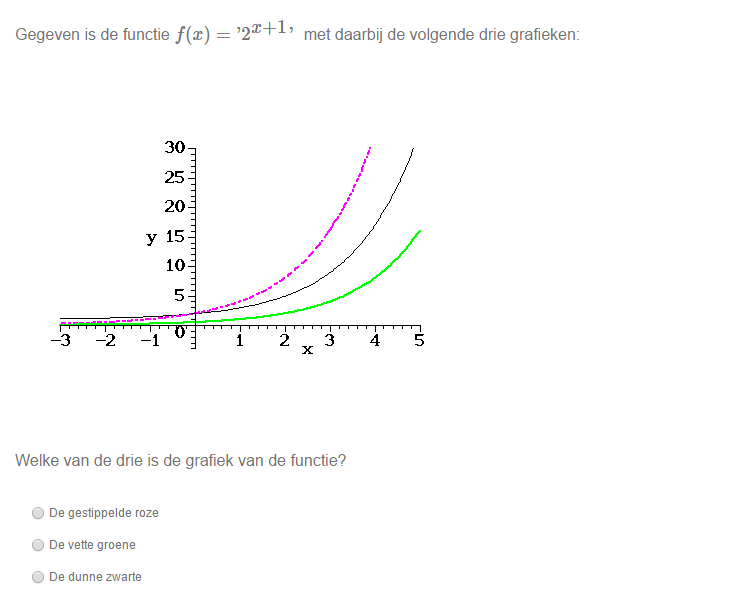 Gegeven is de functie f(x) = ’2^{x+1}’ met daarbij de volgende drie grafieken:
30
25
20
y 15
10
5
0
-3 -2 -1 1 2 3 4 5
x
Welke van de drie is de grafiek van de functie?
De gestippelde roze
De vette groene
De dunne zwarte